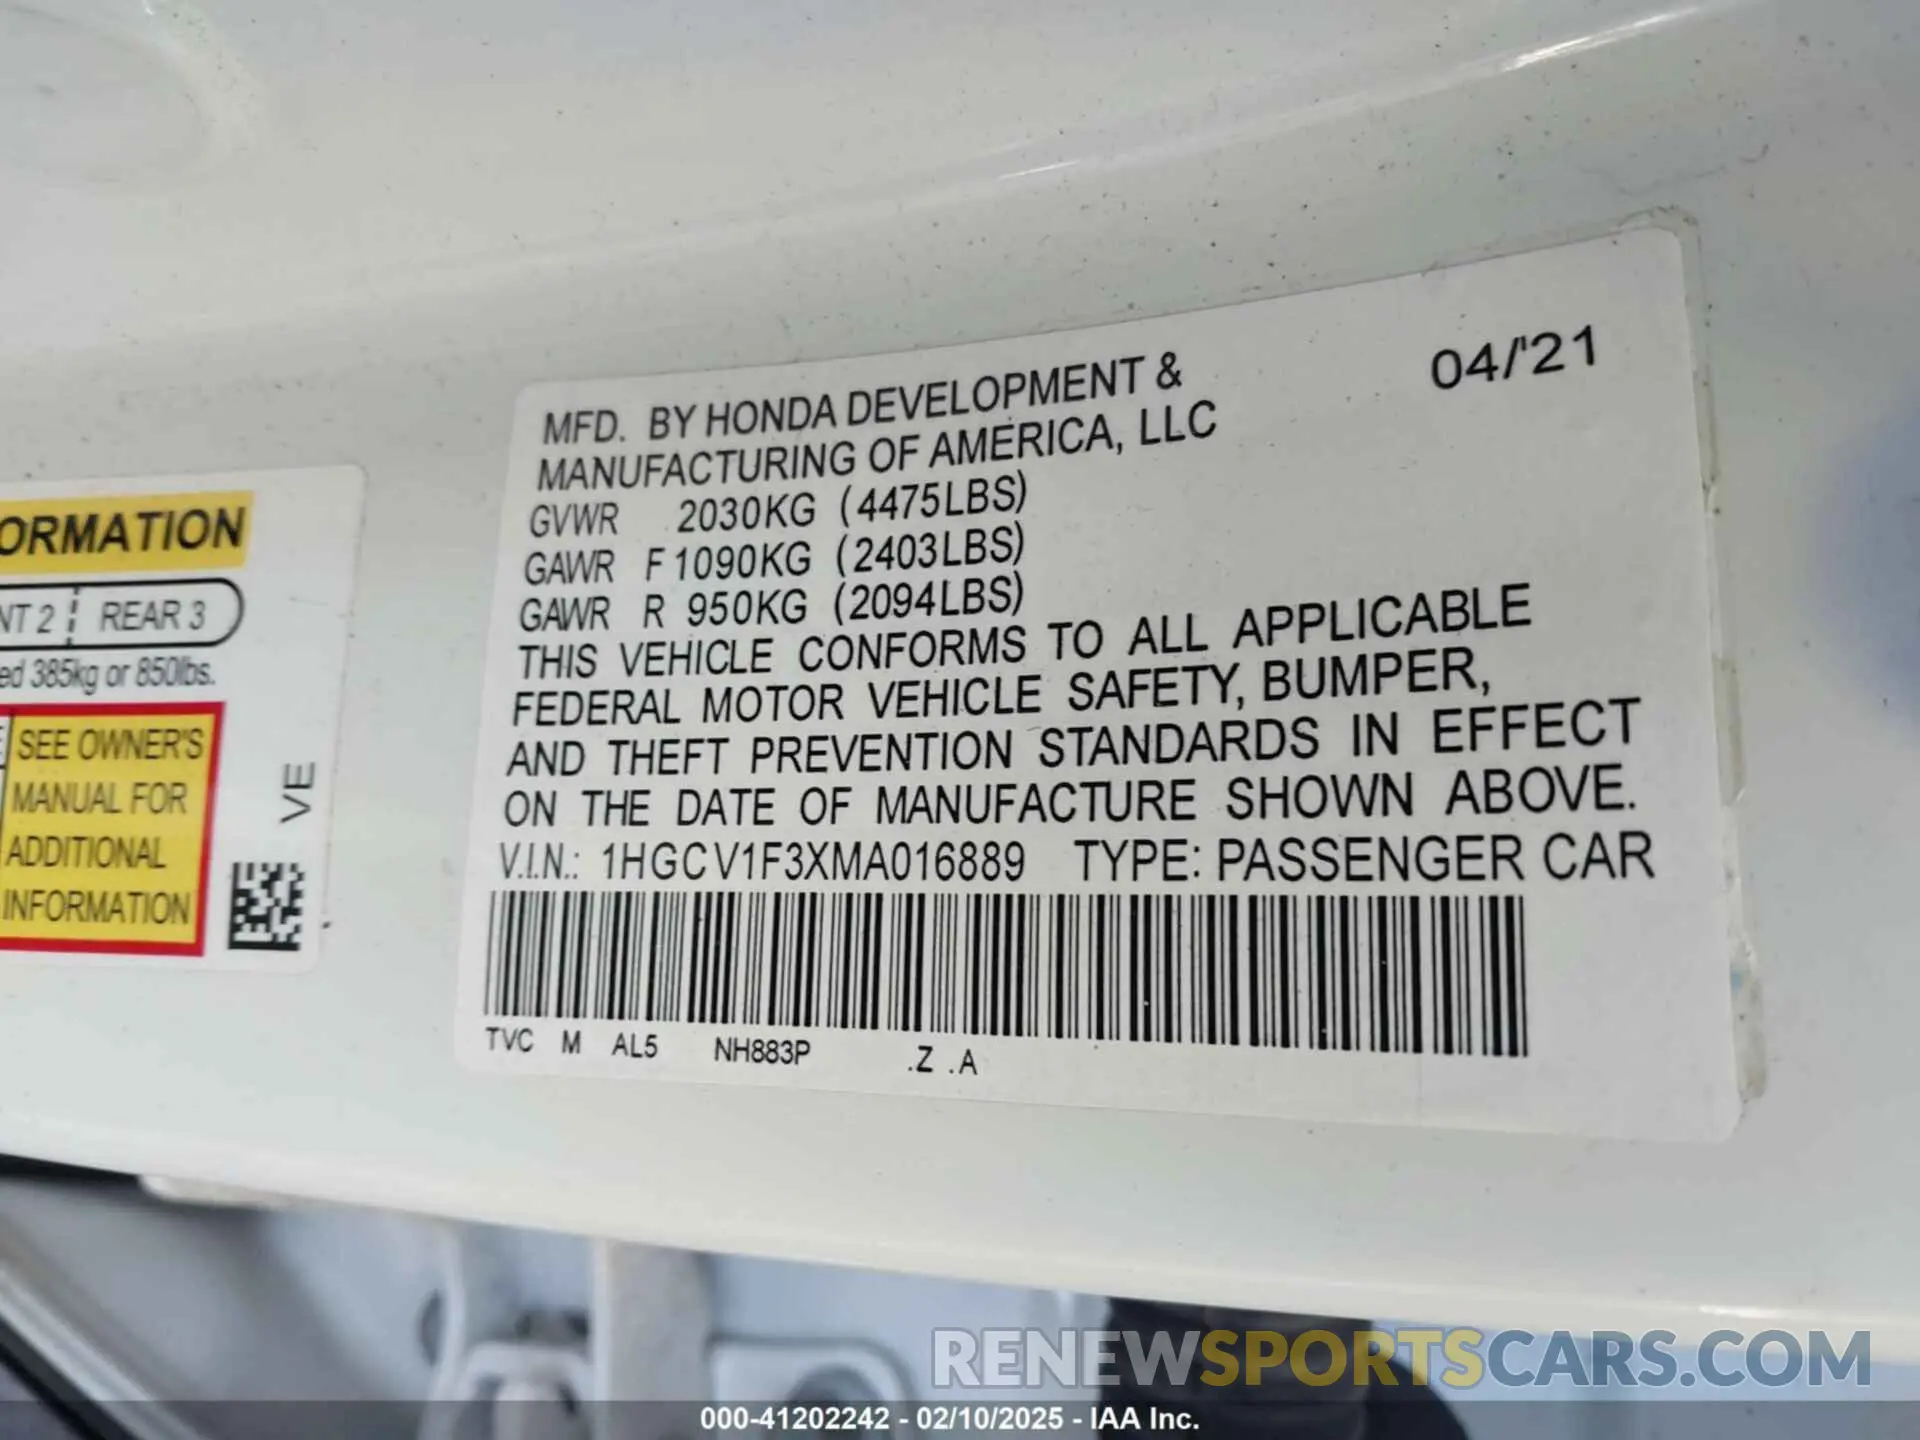 MFD. BY HONDA DEVELOPMENT &
MANUFACTURING OF AMERICA, LLC
04/'21
GVWR 2030KG (4475LBS)
GAWR F 1090KG (2403LBS)
GAWR R 950KG (2094LBS)
THIS VEHICLE CONFORMS TO ALL APPLICABLE
FEDERAL MOTOR VEHICLE SAFETY, BUMPER,
AND THEFT PREVENTION STANDARDS IN EFFECT
ON THE DATE OF MANUFACTURE SHOWN ABOVE.
V.I.N.: 1HGCV1F3XMA016889 TYPE: PASSENGER CAR
TVC M AL5 NH883P .Z .A
ORMATION
NT 2 REAR 3
ed 385kg or 850lbs.
SEE OWNER'S
MANUAL FOR
ADDITIONAL
INFORMATION
VE
RENEWSPORTSCARS.COM
000-41202242 - 02/10/2025 - IAA Inc.